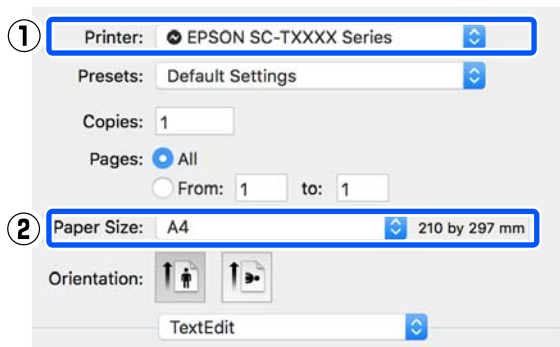 ① Printer: EPSON SC-TXXXX Series
Presets: Default Settings
Copies: 1
Pages: All
From: 1 to: 1
② Paper Size: A4 210 by 297 mm
Orientation:
TextEdit